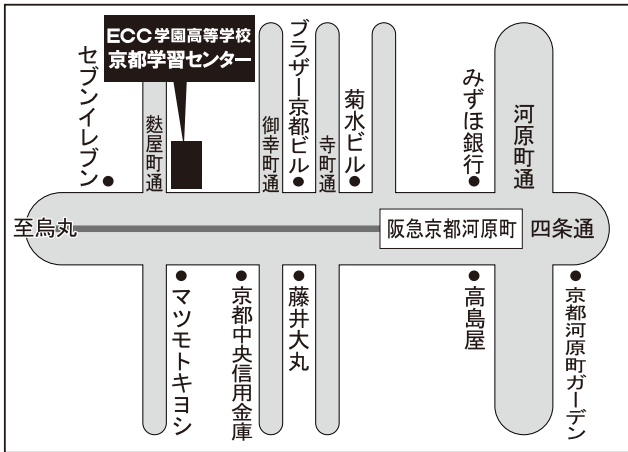 ECC学園高等学校
京都学習センター
セブンイレブン
麩屋町通
御幸町通
ブラザー京都ビル
寺町通
菊水ビル
みずほ銀行
河原町通
至烏丸
阪急京都河原町
四条通
マツモトキヨシ
京都中央信用金庫
藤井大丸
高島屋
京都河原町ガーデン